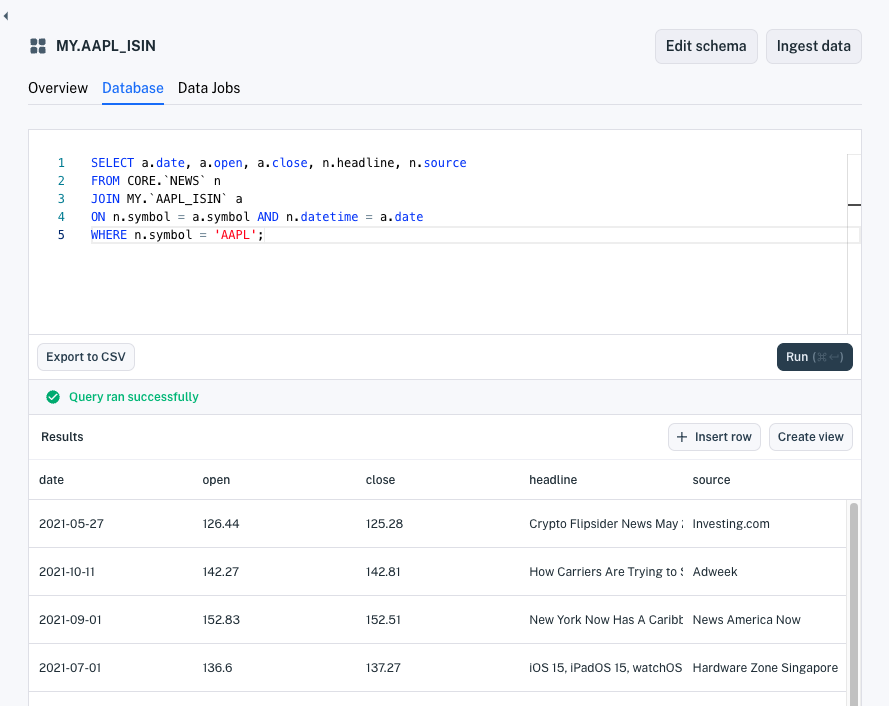 MY.AAPL_ISIN
Edit schema
Ingest data
Overview
Database
Data Jobs
1 SELECT a.date, a.open, a.close, n.headline, n.source
2 FROM CORE.`NEWS` n
3 JOIN MY.`AAPL_ISIN` a
4 ON n.symbol = a.symbol AND n.datetime = a.date
5 WHERE n.symbol = 'AAPL';
Export to CSV
Run (⌘↩)
Query ran successfully
Results
+ Insert row
Create view
date open close headline source
2021-05-27 126.44 125.28 Crypto Flipsider News May Investing.com
2021-10-11 142.27 142.81 How Carriers Are Trying to Adweek
2021-09-01 152.83 152.51 New York Now Has A Caribb News America Now
2021-07-01 136.6 137.27 iOS 15, iPadOS 15, watchOS Hardware Zone Singapore